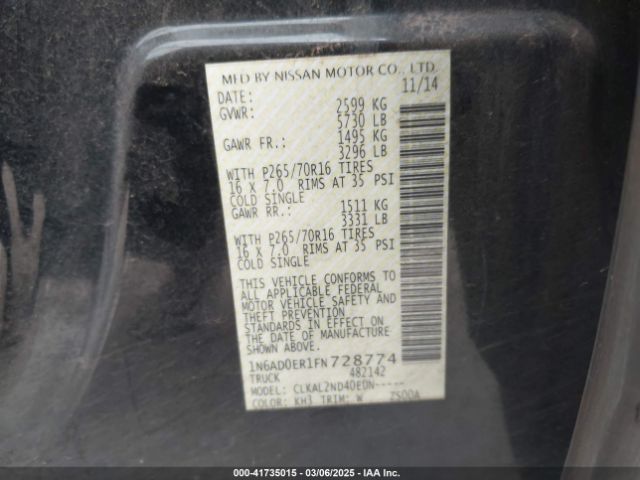 MFD BY NISSAN MOTOR CO., LTD.
DATE: 11/14
GVWR: 2599 KG
5730 LB
GAWR FR.: 1495 KG
3296 LB
WITH P265/70R16 TIRES
16 X 7.0 RIMS AT 35 PSI
COLD SINGLE
GAWR RR.: 1511 KG
3331 LB
WITH P265/70R16 TIRES
16 X 7.0 RIMS AT 35 PSI
COLD SINGLE
THIS VEHICLE CONFORMS TO
ALL APPLICABLE FEDERAL
MOTOR VEHICLE SAFETY AND
THEFT PREVENTION
STANDARDS IN EFFECT ON
THE DATE OF MANUFACTURE
SHOWN ABOVE.
1N6AD0ER1FN728774
TRUCK 482142
MODEL: CLKAL2ND40EDN-----
COLOR: KH3 TRIM: W ZS00A
000-41735015 — 03/06/2025 — IAA Inc.